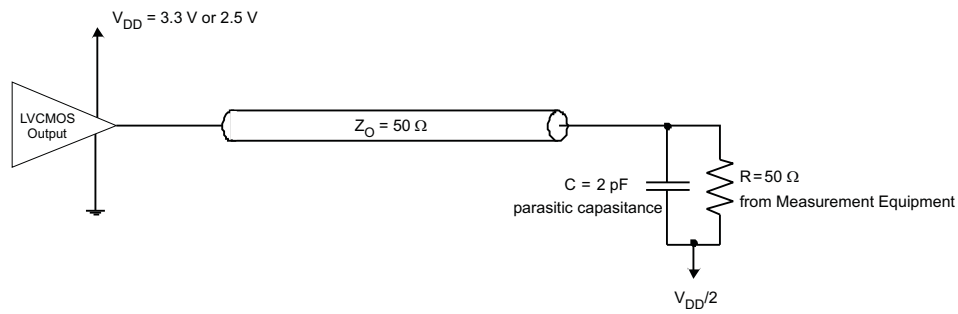 V_DD = 3.3 V or 2.5 V
LVCMOS
Output
Z_O = 50 Ω
C = 2 pF
parasitic capasitance
R=50 Ω
from Measurement Equipment
V_DD/2